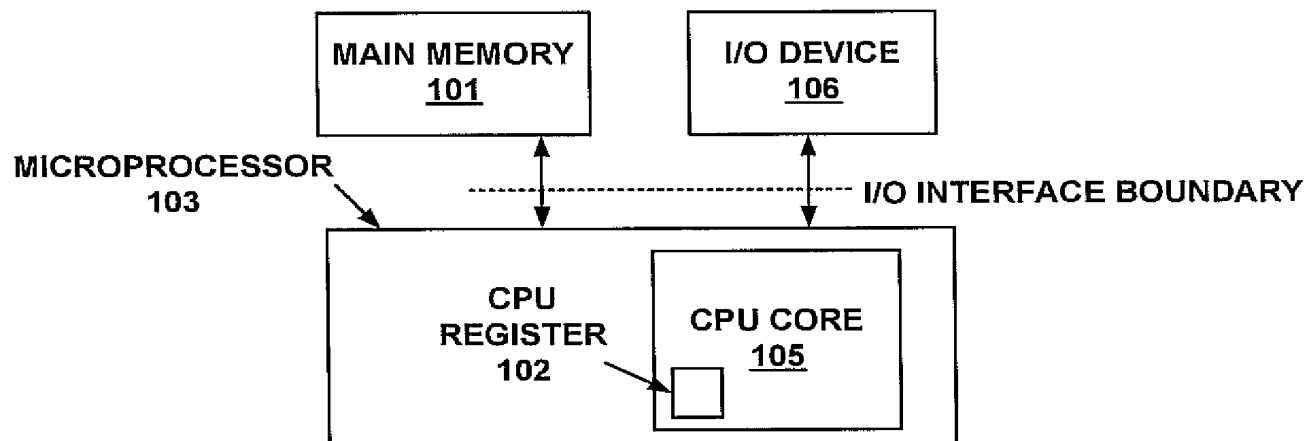 MAIN MEMORY
101
I/O DEVICE
106
MICROPROCESSOR
103
I/O INTERFACE BOUNDARY
CPU
REGISTER
102
CPU CORE
105